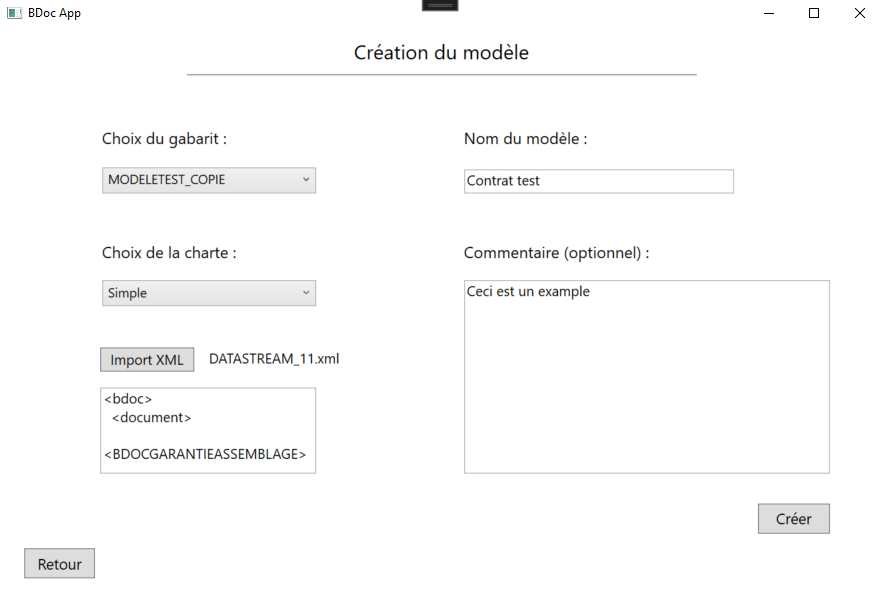 BDoc App
Création du modèle
Choix du gabarit :
MODELETEST_COPIE
Nom du modèle :
Contrat test
Choix de la charte :
Simple
Commentaire (optionnel) :
Ceci est un example
Import XML DATASTREAM_11.xml
<bdoc>
<document>
<BDOCGARANTIEASSEMBLAGE>
Créer
Retour